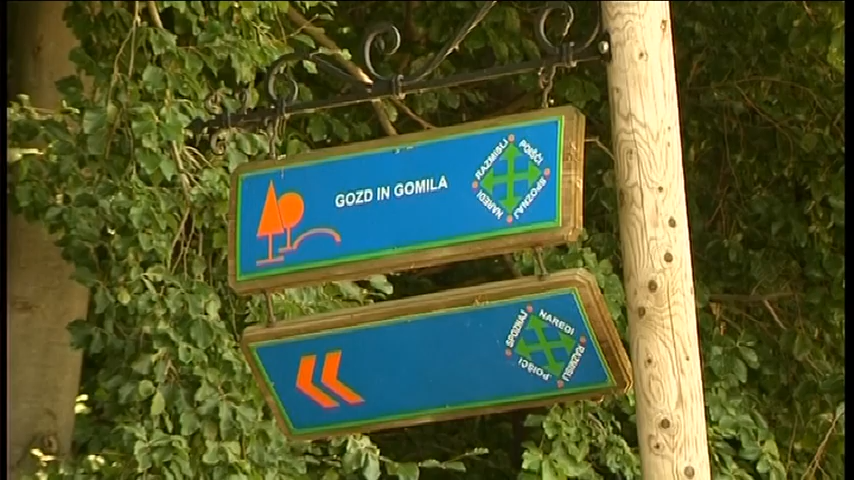 GOZD IN GOMILA
RAZMISLI
POIŠČI
NAREDI
SPOZNAJ
SPOZNAJ
NAREDI
POIŠČI
RAZMISLI